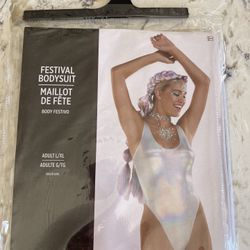 FESTIVAL
BODYSUIT
MAILLOT
DE FÊTE
BODY FESTIVO
ADULT L/XL
ADULTE G/TG